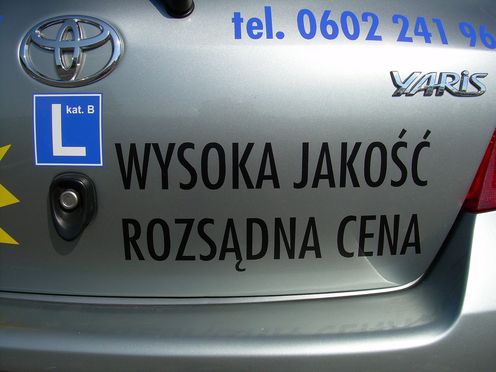 tel. 0602 241 96
YARIS
kat. B
L
WYSOKA JAKOŚĆ
ROZSĄDNA CENA